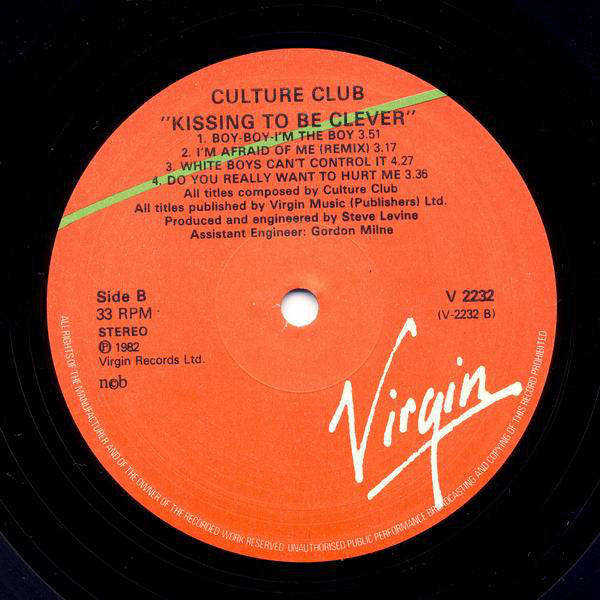 CULTURE CLUB
"KISSING TO BE CLEVER"
1. BOY-BOY-I'M THE BOY 3.51
2. I'M AFRAID OF ME (REMIX) 3.17
3. WHITE BOYS CAN'T CONTROL IT 4.27
4. DO YOU REALLY WANT TO HURT ME 3.36
All titles composed by Culture Club
All titles published by Virgin Music (Publishers) Ltd.
Produced and engineered by Steve Levine
Assistant Engineer: Gordon Milne
Side B
33 RPM
STEREO
℗ 1982
Virgin Records Ltd.
n©b
V 2232
(V-2232 B)
Virgin
ALL RIGHTS OF THE MANUFACTURER AND OF THE OWNER OF THE RECORDED WORK RESERVED UNAUTHORISED PUBLIC PERFORMANCE BROADCASTING AND COPYING OF THIS RECORD PROHIBITED